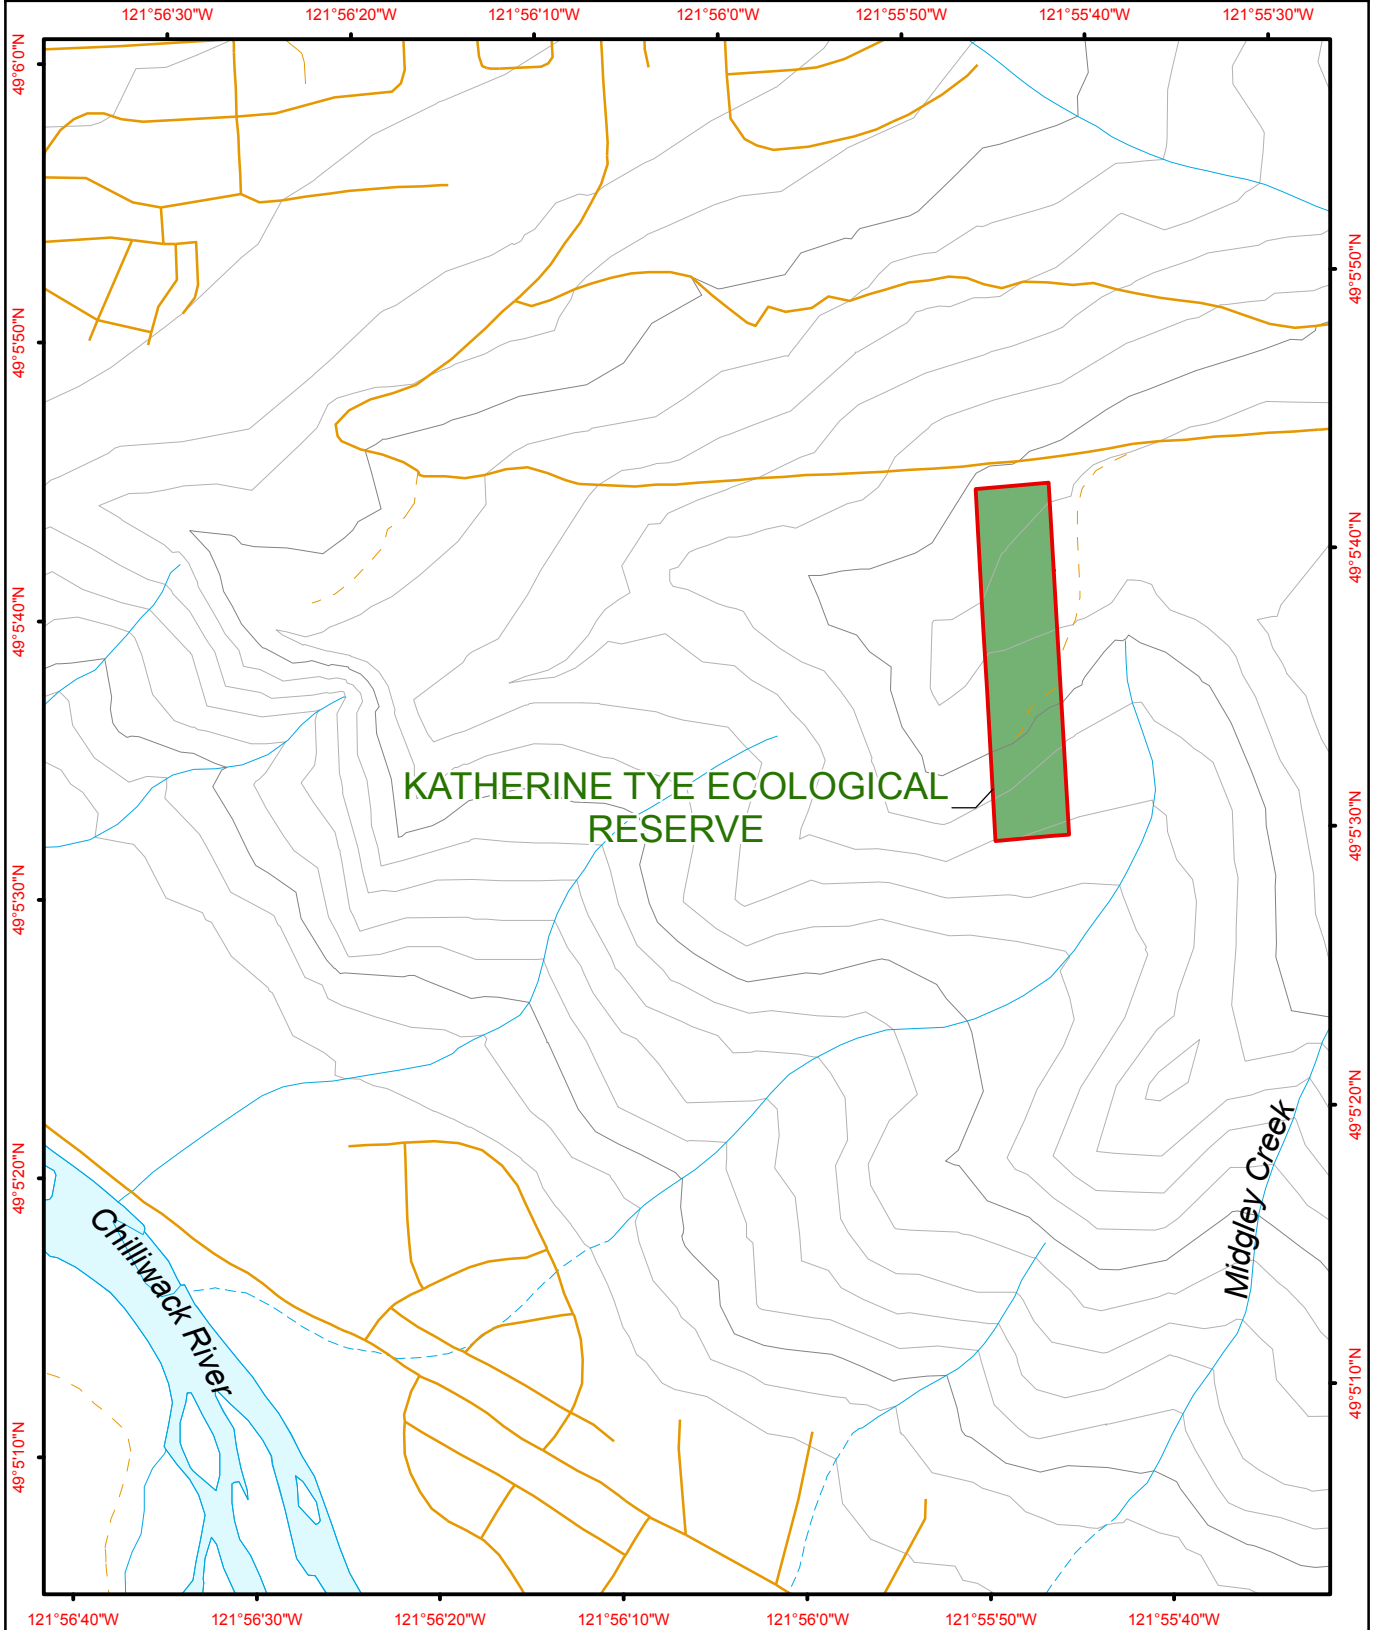 121°56'30"W 121°56'20"W 121°56'10"W 121°56'0"W 121°55'50"W 121°55'40"W 121°55'30"W
49°6'0"N
49°5'50"N
49°5'50"N
49°5'40"N
49°5'40"N
KATHERINE TYE ECOLOGICAL
RESERVE
49°5'30"N
49°5'30"N
49°5'20"N
49°5'20"N
Midgley Creek
Chilliwack River
49°5'10"N
49°5'10"N
121°56'40"W 121°56'30"W 121°56'20"W 121°56'10"W 121°56'0"W 121°55'50"W 121°55'40"W